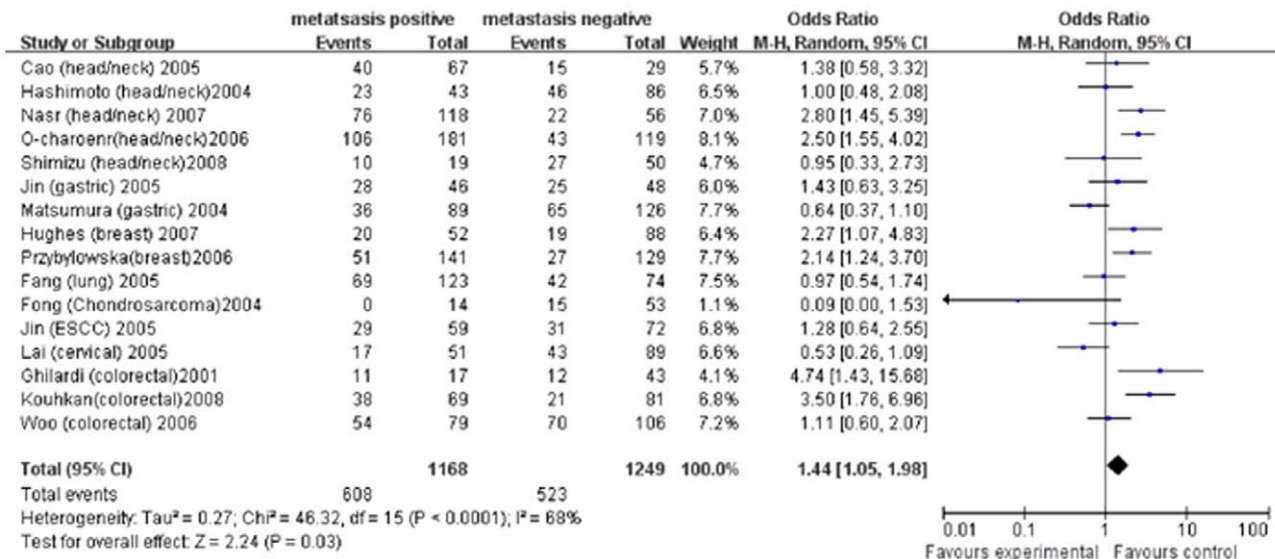 metatsasis positive metastasis negative Odds Ratio Odds Ratio
Study or Subgroup Events Total Events Total Weight M-H, Random, 95% CI M-H, Random, 95% CI
Cao (head/neck) 2005 40 67 15 29 5.7% 1.38 [0.58, 3.32]
Hashimoto (head/neck)2004 23 43 46 86 6.5% 1.00 [0.48, 2.08]
Nasr (head/neck) 2007 76 118 22 56 7.0% 2.80 [1.45, 5.39]
O-charoenr(head/neck)2006 106 181 43 119 8.1% 2.50 [1.55, 4.02]
Shimizu (head/neck)2008 10 19 27 50 4.7% 0.95 [0.33, 2.73]
Jin (gastric) 2005 28 46 25 48 6.0% 1.43 [0.63, 3.25]
Matsumura (gastric) 2004 36 89 65 126 7.7% 0.64 [0.37, 1.10]
Hughes (breast) 2007 20 52 19 88 6.4% 2.27 [1.07, 4.83]
Przybylowska(breast)2006 51 141 27 129 7.7% 2.14 [1.24, 3.70]
Fang (lung) 2005 69 123 42 74 7.5% 0.97 [0.54, 1.74]
Fong (Chondrosarcoma)2004 0 14 15 53 1.1% 0.09 [0.00, 1.53]
Jin (ESCC) 2005 29 59 31 72 6.8% 1.28 [0.64, 2.55]
Lai (cervical) 2005 17 51 43 89 6.6% 0.53 [0.26, 1.09]
Ghilardi (colorectal)2001 11 17 12 43 4.1% 4.74 [1.43, 15.68]
Kouhkan(colorectal)2008 38 69 21 81 6.8% 3.50 [1.76, 6.96]
Woo (colorectal) 2006 54 79 70 106 7.2% 1.11 [0.60, 2.07]
Total (95% CI) 1168 1249 100.0% 1.44 [1.05, 1.98]
Total events 608 523
Heterogeneity: Tau² = 0.27; Chi² = 46.32, df = 15 (P < 0.0001); I² = 68%
Test for overall effect: Z = 2.24 (P = 0.03)
0.01 0.1 1 10 100
Favours experimental Favours control